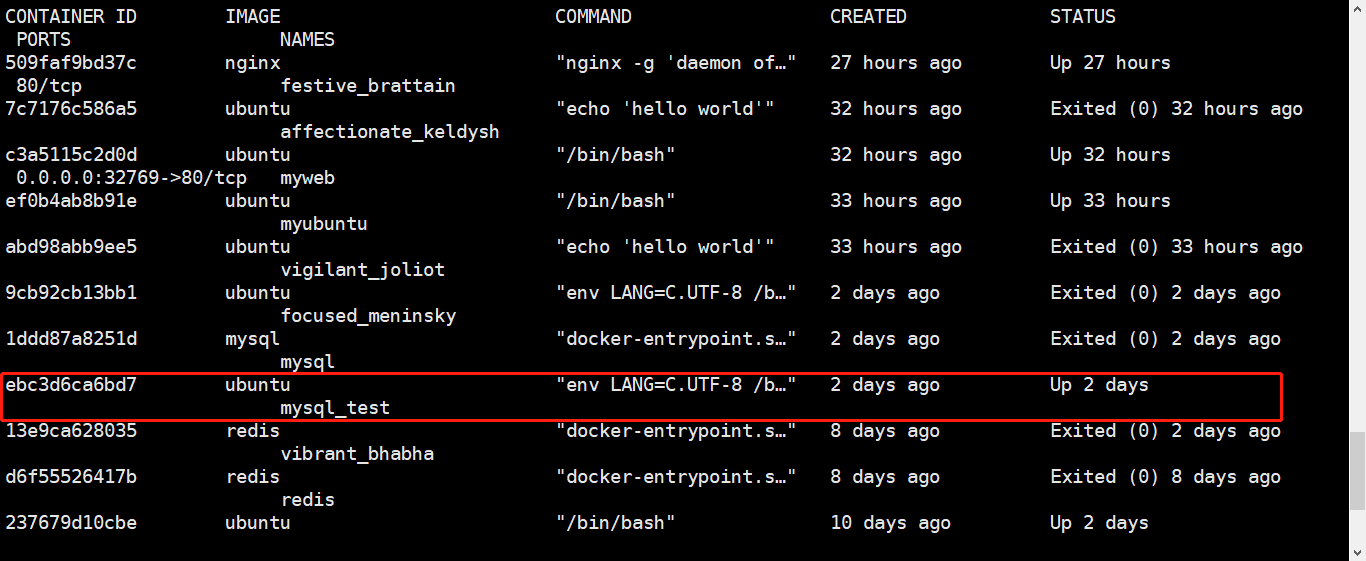 CONTAINER ID        IMAGE                         COMMAND                  CREATED             STATUS
 PORTS                   NAMES
509faf9bd37c        nginx                         "nginx -g 'daemon of…"   27 hours ago        Up 27 hours
 80/tcp                  festive_brattain
7c7176c586a5        ubuntu                        "echo 'hello world'"     32 hours ago        Exited (0) 32 hours ago
                         affectionate_keldysh
c3a5115c2d0d        ubuntu                        "/bin/bash"              32 hours ago        Up 32 hours
 0.0.0.0:32769->80/tcp   myweb
ef0b4ab8b91e        ubuntu                        "/bin/bash"              33 hours ago        Up 33 hours
                         myubuntu
abd98abb9ee5        ubuntu                        "echo 'hello world'"     33 hours ago        Exited (0) 33 hours ago
                         vigilant_joliot
9cb92cb13bb1        ubuntu                        "env LANG=C.UTF-8 /b…"   2 days ago          Exited (0) 2 days ago
                         focused_meninsky
1ddd87a8251d        mysql                         "docker-entrypoint.s…"   2 days ago          Exited (0) 2 days ago
                         mysql
ebc3d6ca6bd7        ubuntu                        "env LANG=C.UTF-8 /b…"   2 days ago          Up 2 days
                         mysql_test
13e9ca628035        redis                         "docker-entrypoint.s…"   8 days ago          Exited (0) 2 days ago
                         vibrant_bhabha
d6f55526417b        redis                         "docker-entrypoint.s…"   8 days ago          Exited (0) 8 days ago
                         redis
237679d10cbe        ubuntu                        "/bin/bash"              10 days ago         Up 2 days